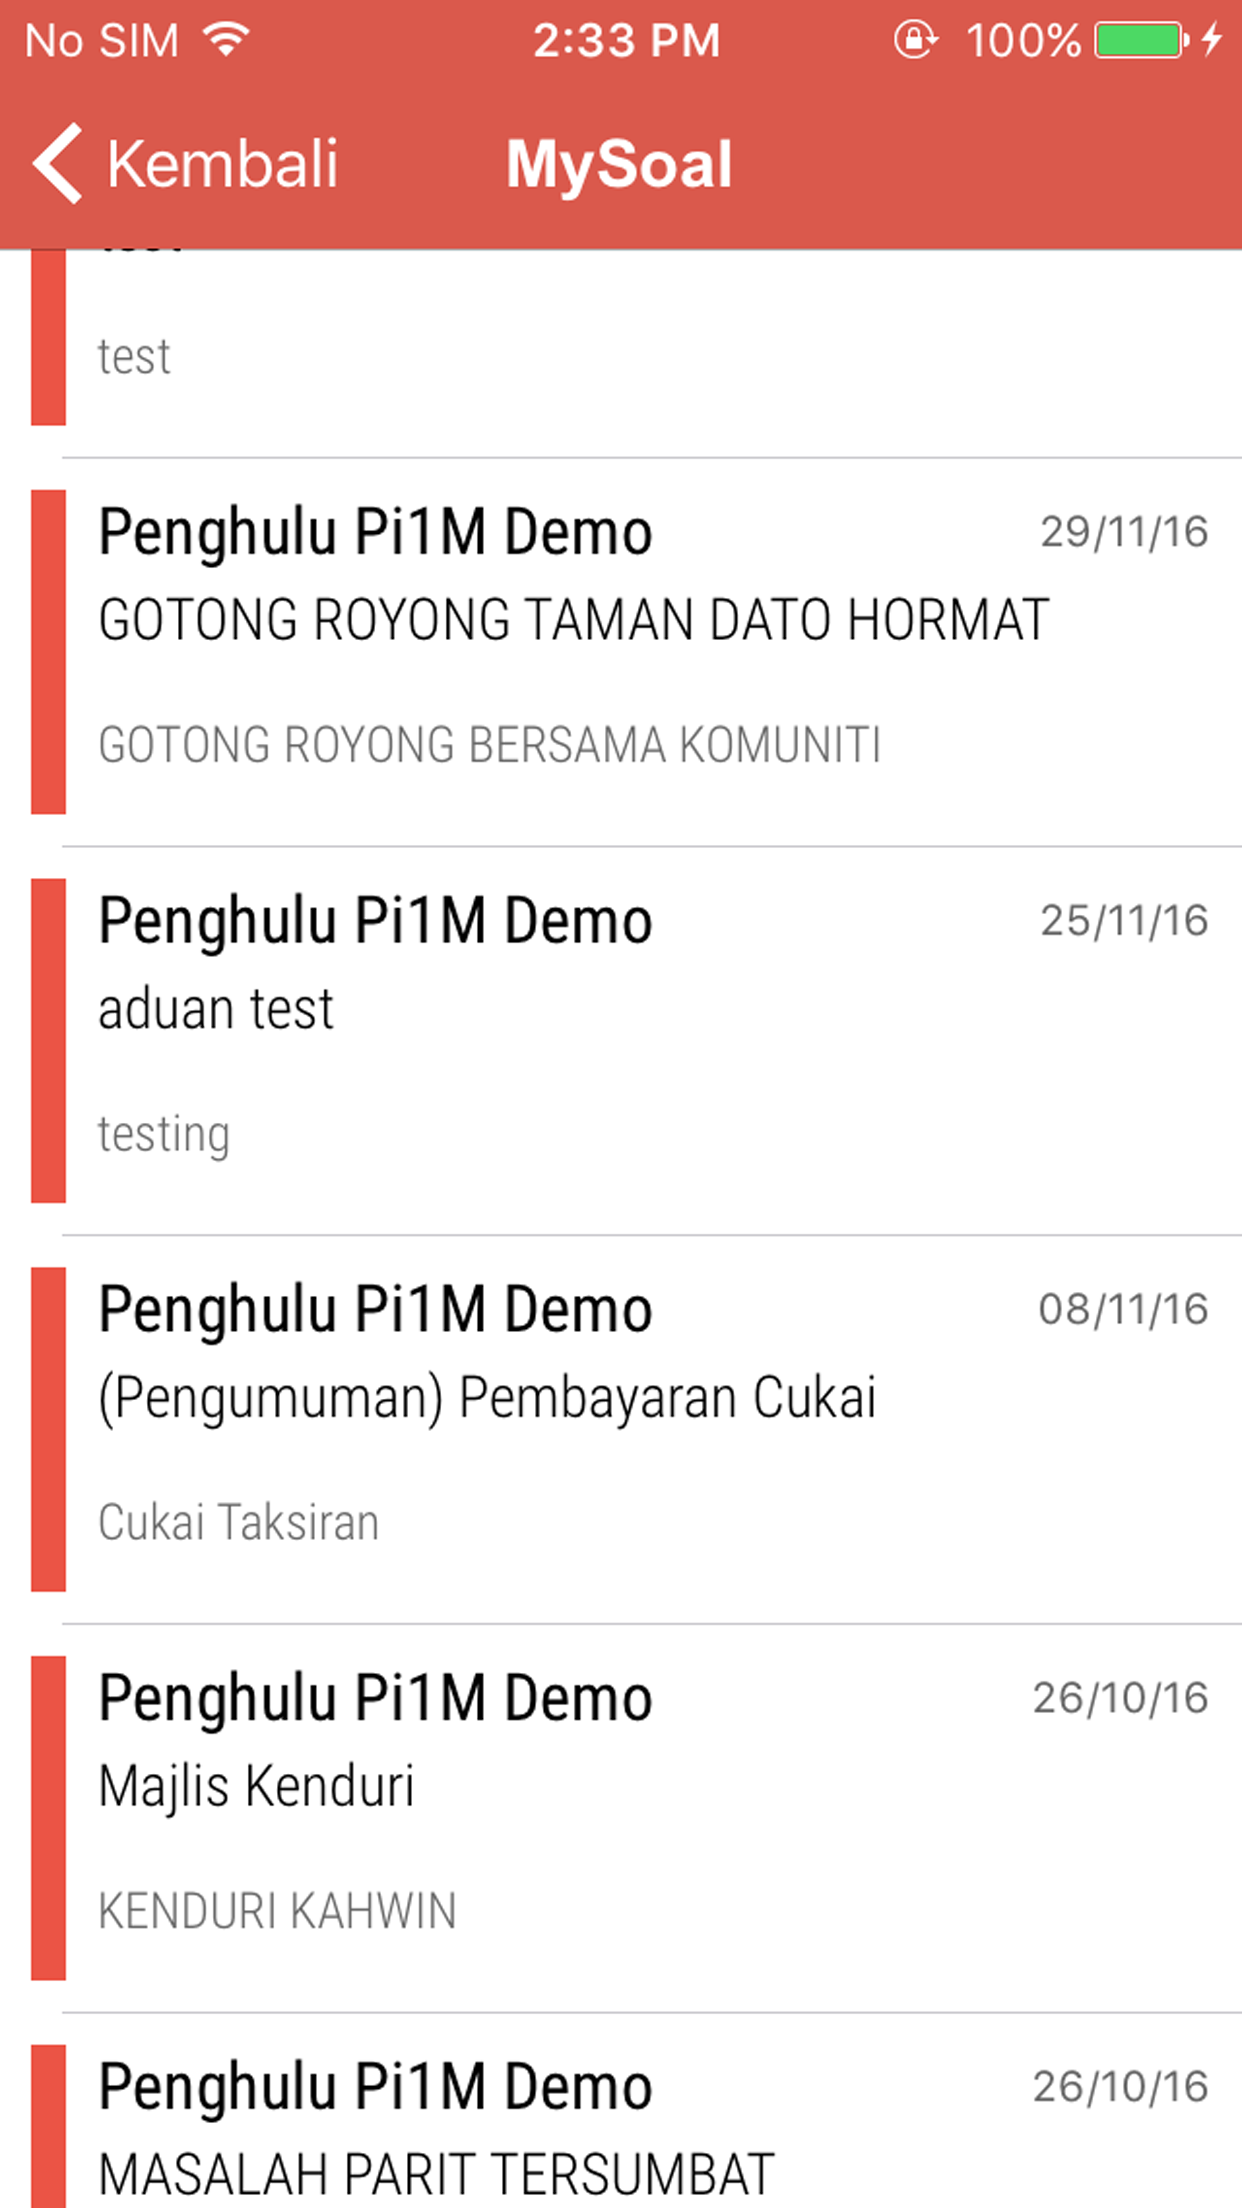 No SIM 2:33 PM 100%
Kembali MySoal
test
Penghulu Pi1M Demo 29/11/16
GOTONG ROYONG TAMAN DATO HORMAT
GOTONG ROYONG BERSAMA KOMUNITI
Penghulu Pi1M Demo 25/11/16
aduan test
testing
Penghulu Pi1M Demo 08/11/16
(Pengumuman) Pembayaran Cukai
Cukai Taksiran
Penghulu Pi1M Demo 26/10/16
Majlis Kenduri
KENDURI KAHWIN
Penghulu Pi1M Demo 26/10/16
MASALAH PARIT TERSUMBAT